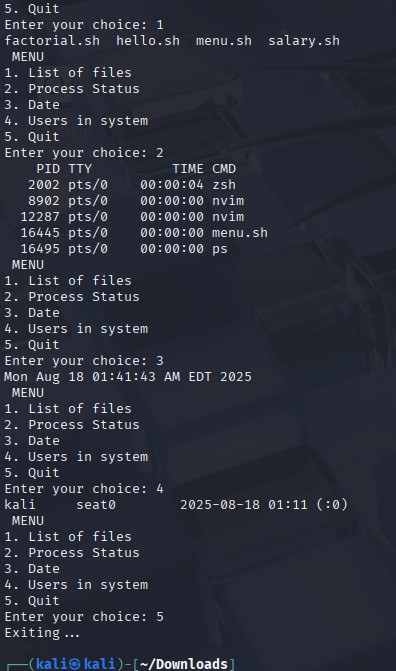 5. Quit
Enter your choice: 1
factorial.sh  hello.sh  menu.sh  salary.sh
 MENU
1. List of files
2. Process Status
3. Date
4. Users in system
5. Quit
Enter your choice: 2
    PID TTY          TIME CMD
   2002 pts/0    00:00:04 zsh
   8902 pts/0    00:00:00 nvim
  12287 pts/0    00:00:00 nvim
  16445 pts/0    00:00:00 menu.sh
  16495 pts/0    00:00:00 ps
 MENU
1. List of files
2. Process Status
3. Date
4. Users in system
5. Quit
Enter your choice: 3
Mon Aug 18 01:41:43 AM EDT 2025
 MENU
1. List of files
2. Process Status
3. Date
4. Users in system
5. Quit
Enter your choice: 4
kali     seat0        2025-08-18 01:11 (:0)
 MENU
1. List of files
2. Process Status
3. Date
4. Users in system
5. Quit
Enter your choice: 5
Exiting...
┌──(kali㉿kali)-[~/Downloads]